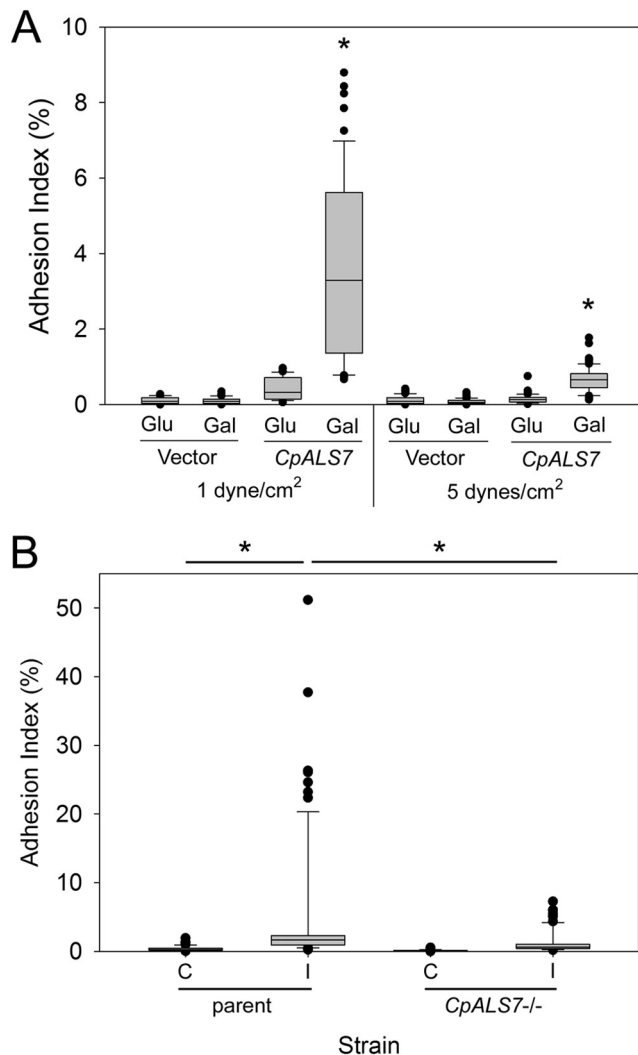 A
Adhesion Index (%)
10
8
6
4
2
0
*
*
Glu Gal Glu Gal Glu Gal Glu Gal
Vector CpALS7 Vector CpALS7
1 dyne/cm² 5 dynes/cm²
B
* *
Adhesion Index (%)
50
40
30
20
10
0
C I C I
parent CpALS7-/-
Strain